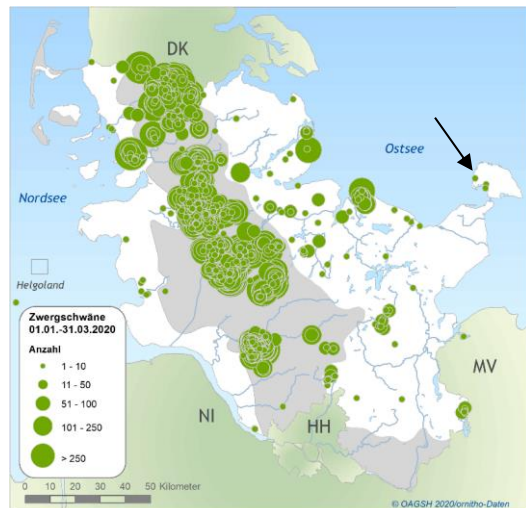 DK
Ostsee
Nordsee
Helgoland
Zwergschwäne
01.01.-31.03.2020
Anzahl
1 - 10
11 - 50
51 - 100
101 - 250
> 250
NI
HH
MV
0 10 20 30 40 50 Kilometer
© OAGSH 2020/ornitho-Daten